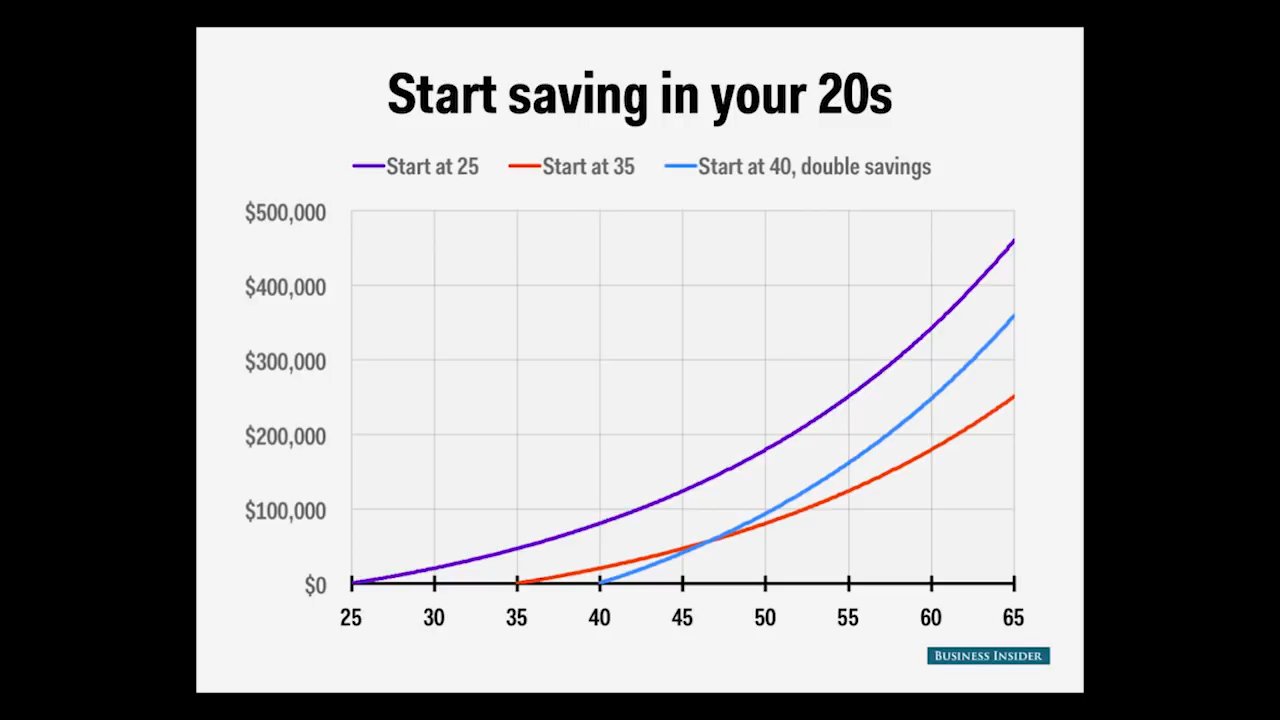 Start saving in your 20s
Start at 25 Start at 35 Start at 40, double savings
$500,000
$400,000
$300,000
$200,000
$100,000
$0
25 30 35 40 45 50 55 60 65
BUSINESS INSIDER